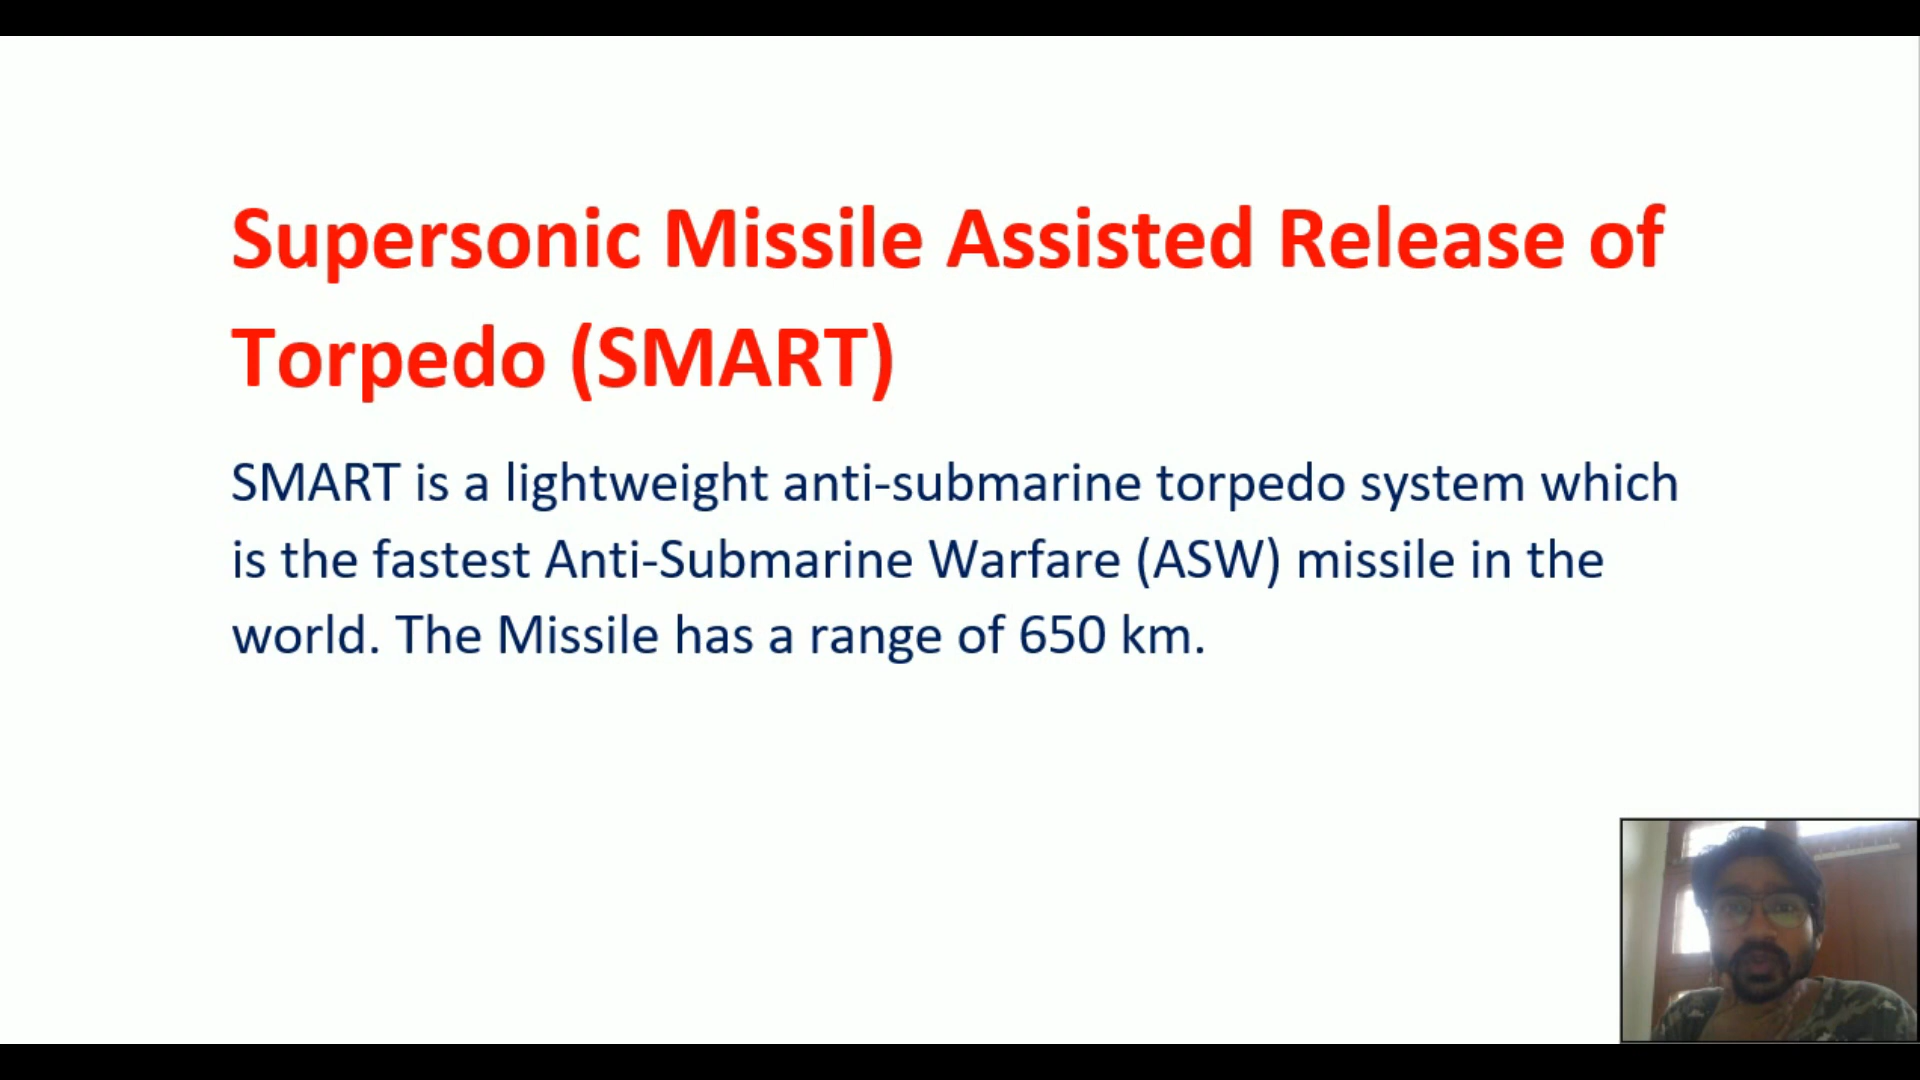 Supersonic Missile Assisted Release of
Torpedo (SMART)
SMART is a lightweight anti-submarine torpedo system which
is the fastest Anti-Submarine Warfare (ASW) missile in the
world. The Missile has a range of 650 km.